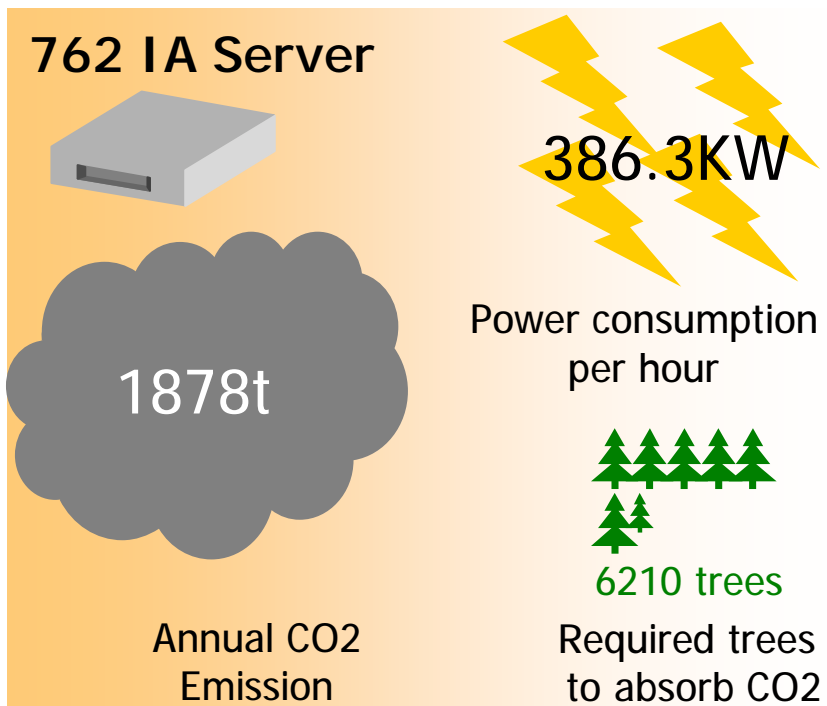 762 IA Server
386.3KW
Power consumption
per hour
1878t
6210 trees
Annual CO2
Emission
Required trees
to absorb CO2